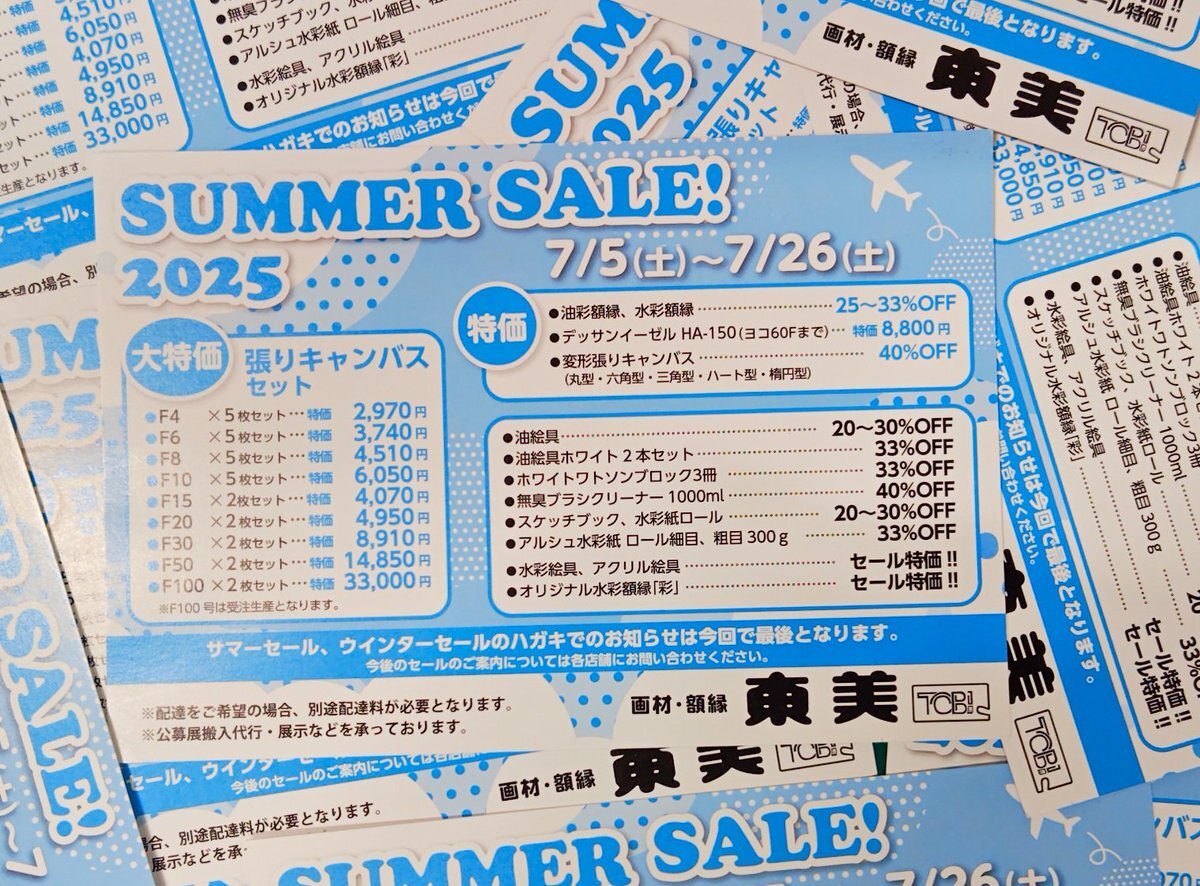 SUMMER SALE!
2025
7/5(土)〜7/26(土)
大特価
張りキャンバス
セット
●F4 ×5枚セット…特価 2,970円
●F6 ×5枚セット…特価 3,740円
●F8 ×5枚セット…特価 4,510円
●F10 ×5枚セット…特価 6,050円
●F15 ×2枚セット…特価 4,070円
●F20 ×2枚セット…特価 4,950円
●F30 ×2枚セット…特価 8,910円
●F50 ×2枚セット…特価 14,850円
●F100 ×2枚セット…特価 33,000円
※F100号は受注生産となります。
特価
●油彩額縁、水彩額縁……25〜33%OFF
●デッサンイーゼル HA-150(ヨコ60Fまで)…特価 8,800円
●変形張りキャンバス……40%OFF
(丸型・六角型・三角型・ハート型・楕円型)
●油絵具……20〜30%OFF
●油絵具ホワイト2本セット……33%OFF
●ホワイトワトソンブロック3冊……33%OFF
●無臭ブラシクリーナー 1000ml……40%OFF
●スケッチブック、水彩紙ロール……20〜30%OFF
●アルシュ水彩紙 ロール細目、粗目 300g……33%OFF
●水彩絵具、アクリル絵具……セール特価!!
●オリジナル水彩額縁「彩」……セール特価!!
サマーセール、ウインターセールのハガキでのお知らせは今回で最後となります。
今後のセールのご案内については各店舗にお問い合わせください。
※配達をご希望の場合、別途配達料が必要となります。
※公募展搬入代行・展示などを承っております。
画材・額縁 東美 TOBI